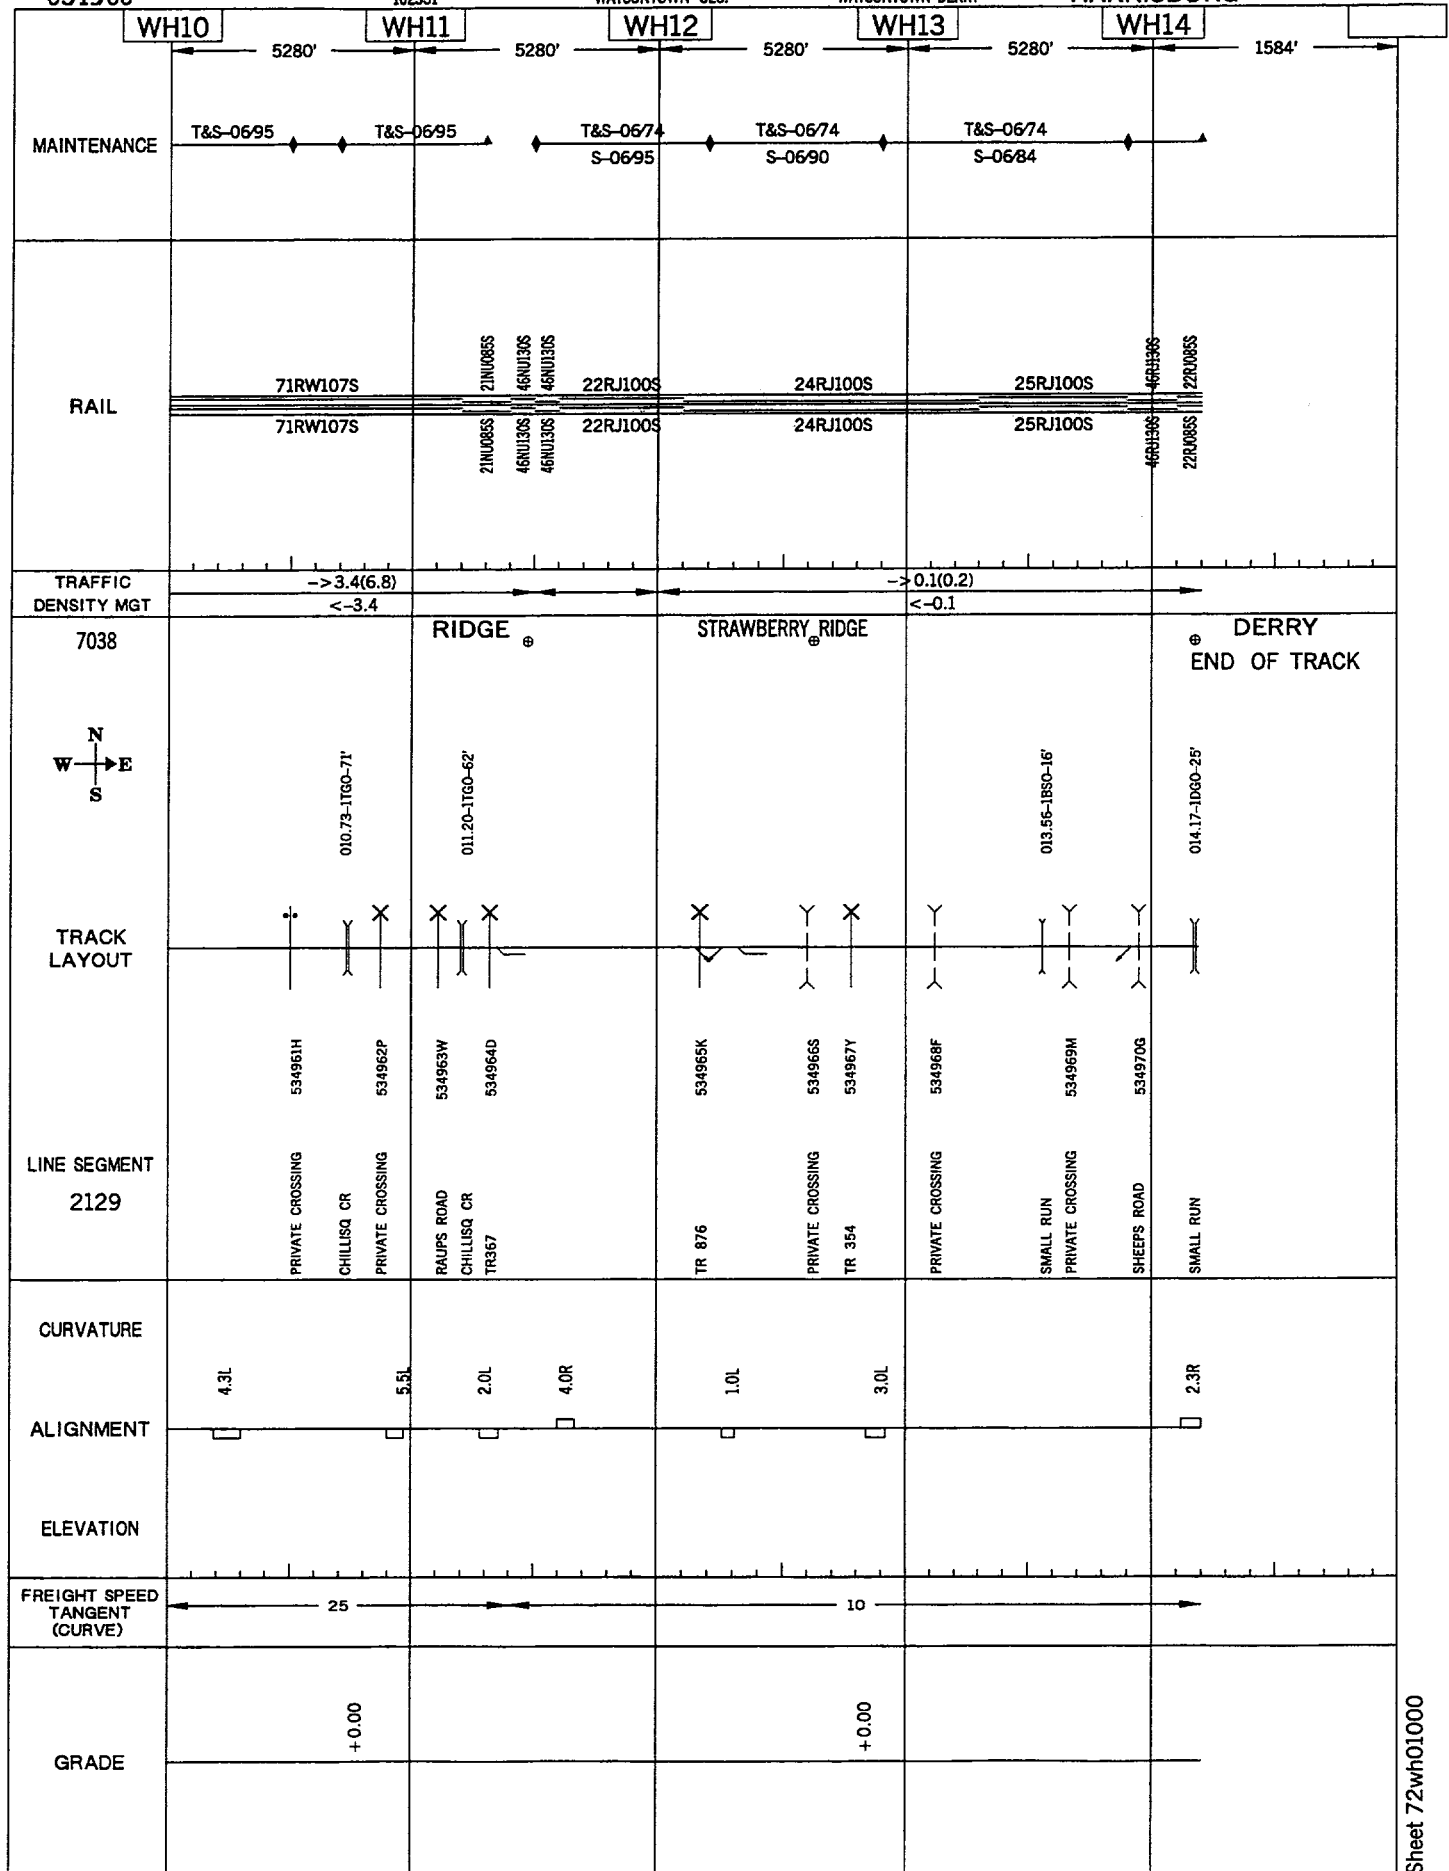 WH10 WH11 WH12 WH13 WH14
5280' 5280' 5280' 5280' 1584'
MAINTENANCE
T&S-06/95 T&S-06/95 T&S-06/74 T&S-06/74 T&S-06/74
S-06/95 S-06/90 S-06/84
RAIL
21NU085S 46NU130S 46NU130S 46RJ130S 22RJ085S
71RW107S 22RJ100S 24RJ100S 25RJ100S
71RW107S 22RJ100S 24RJ100S 25RJ100S
21NU085S 46NU130S 46NU130S 46RJ130S 22RJ085S
TRAFFIC
DENSITY MGT
->3.4(6.8) ->0.1(0.2)
<-3.4 <-0.1
7038
RIDGE STRAWBERRY RIDGE DERRY
END OF TRACK
N
W E
S
010.73-1TGO-71' 011.20-1TGO-62' 013.56-1BSO-16' 014.17-1DGO-25'
TRACK
LAYOUT
534961H 534962P 534963W 534964D 534965K 534966S 534967Y 534968F 534969M 534970G
LINE SEGMENT
2129
PRIVATE CROSSING
CHILLISQ CR
PRIVATE CROSSING
RAUPS ROAD
CHILLISQ CR
TR367
TR 876
PRIVATE CROSSING
TR 354
PRIVATE CROSSING
SMALL RUN
PRIVATE CROSSING
SHEEPS ROAD
SMALL RUN
CURVATURE
4.3L 5.5L 2.0L 4.0R 1.0L 3.0L 2.3R
ALIGNMENT
ELEVATION
FREIGHT SPEED
TANGENT
(CURVE)
25 10
GRADE
+0.00 +0.00
Sheet 72wh01000